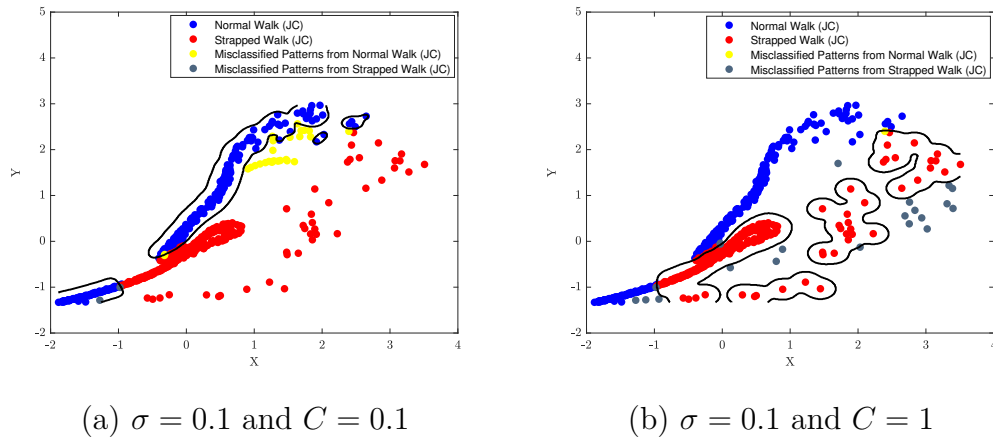 Normal Walk (JC)
Strapped Walk (JC)
Misclassified Patterns from Normal Walk (JC)
Misclassified Patterns from Strapped Walk (JC)
5
4
3
2
1
0
-1
-2
Y
-2 -1 0 1 2 3 4
X
(a) σ = 0.1 and C = 0.1
Normal Walk (JC)
Strapped Walk (JC)
Misclassified Patterns from Normal Walk (JC)
Misclassified Patterns from Strapped Walk (JC)
5
4
3
2
1
0
-1
-2
Y
-2 -1 0 1 2 3 4
X
(b) σ = 0.1 and C = 1